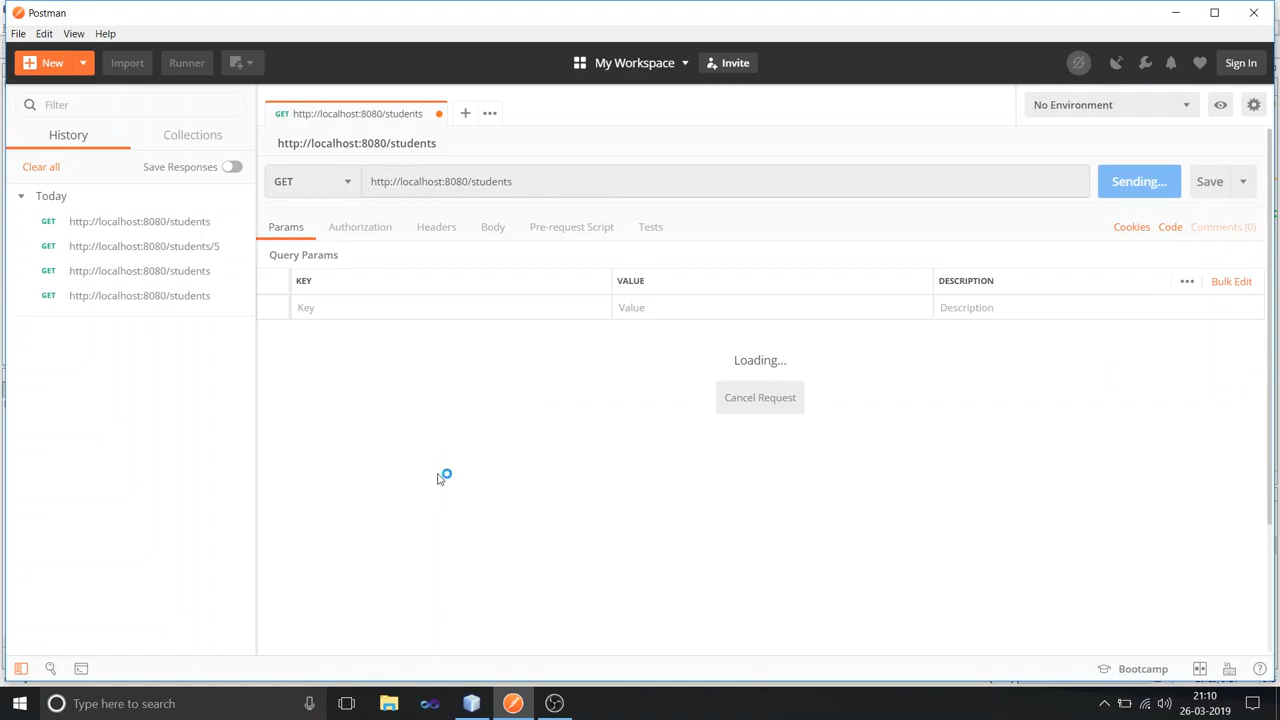 Postman
File Edit View Help
New Import Runner My Workspace Invite Sign In
Filter
History Collections
Clear all Save Responses
Today
GET http://localhost:8080/students
GET http://localhost:8080/students/5
GET http://localhost:8080/students
GET http://localhost:8080/students
GET http://localhost:8080/students
No Environment
http://localhost:8080/students
GET http://localhost:8080/students Sending... Save
Params Authorization Headers Body Pre-request Script Tests Cookies Code Comments (0)
Query Params
KEY VALUE DESCRIPTION Bulk Edit
Key Value Description
Loading...
Cancel Request
Bootcamp
Type here to search
21:10
26-03-2019